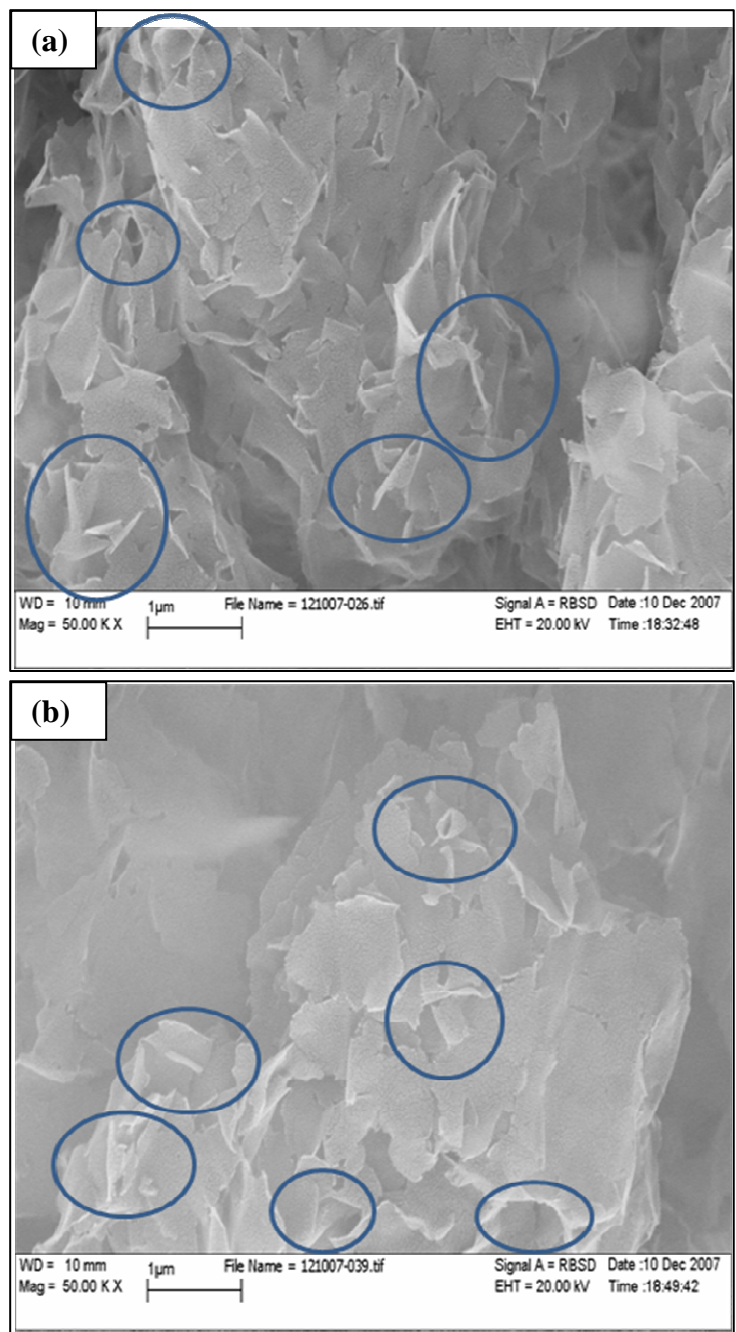 (a)
WD = 10 mm 1µm File Name = 121007-026.tif Signal A = RBSD Date :10 Dec 2007
Mag = 50.00 K X EHT = 20.00 kV Time :18:32:48
(b)
WD = 10 mm 1µm File Name = 121007-039.tif Signal A = RBSD Date :10 Dec 2007
Mag = 50.00 K X EHT = 20.00 kV Time :18:49:42